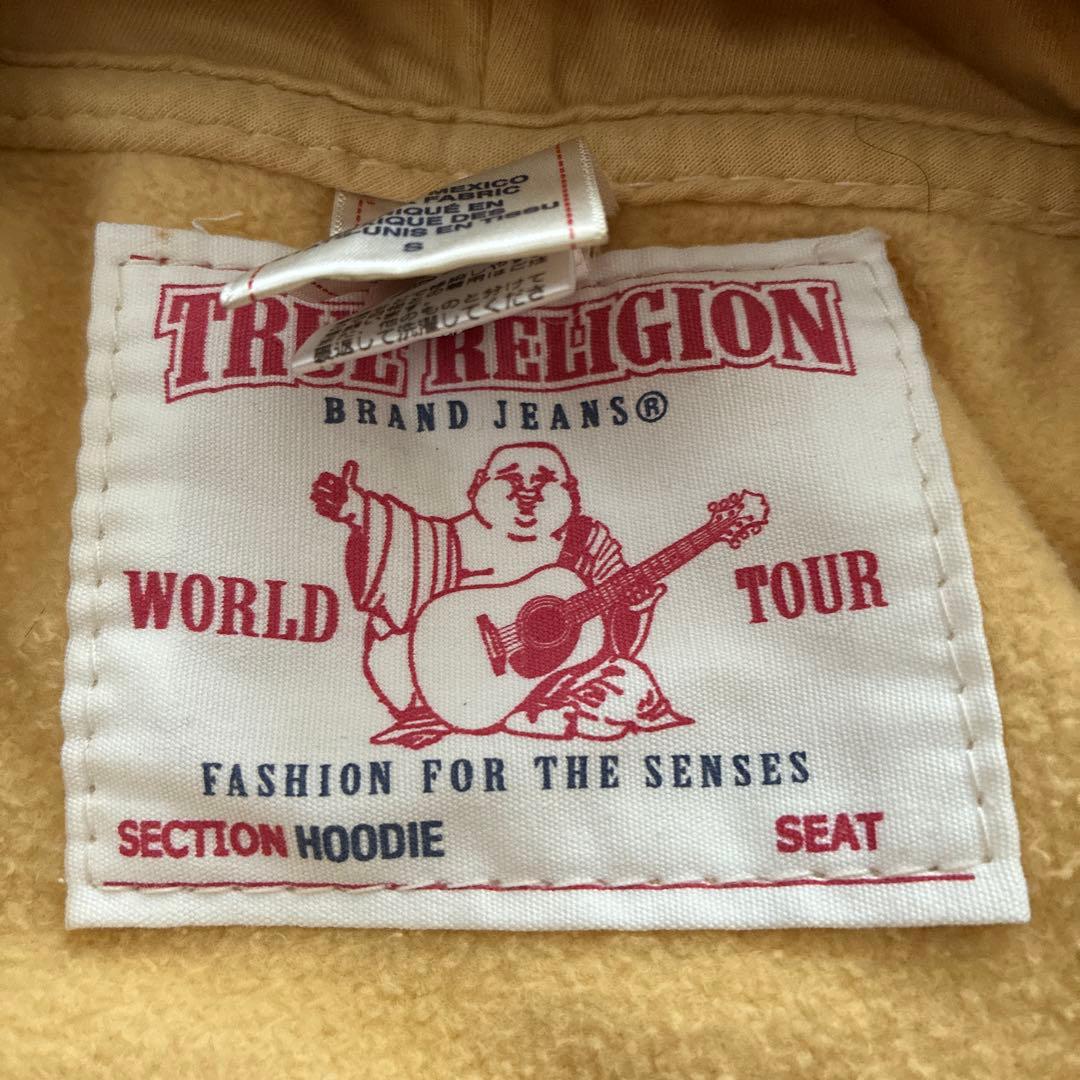 MEXICO
FABRIC
EN
DES
UNIS EN TISSU
S
TRUE RELIGION
BRAND JEANS®
WORLD TOUR
FASHION FOR THE SENSES
SECTION HOODIE SEAT